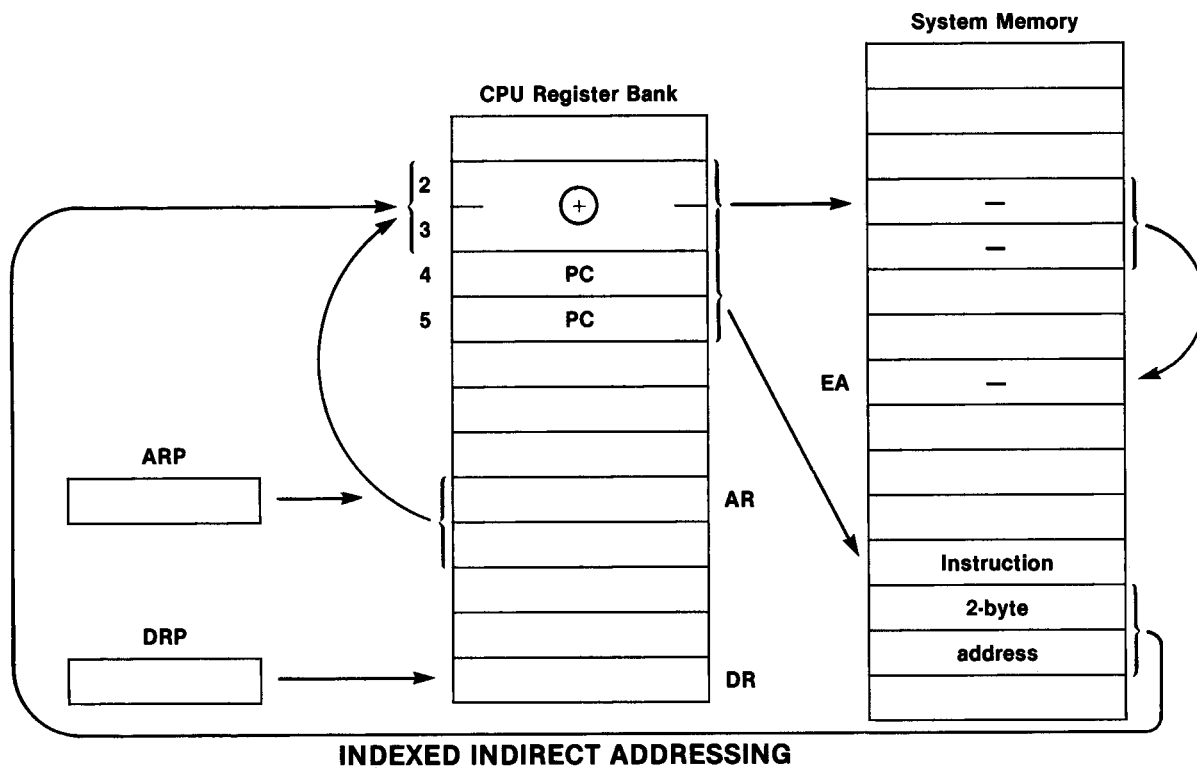 System Memory
CPU Register Bank
2
+
3
4
PC
5
PC
EA
ARP
AR
Instruction
2-byte
address
DRP
DR
INDEXED INDIRECT ADDRESSING